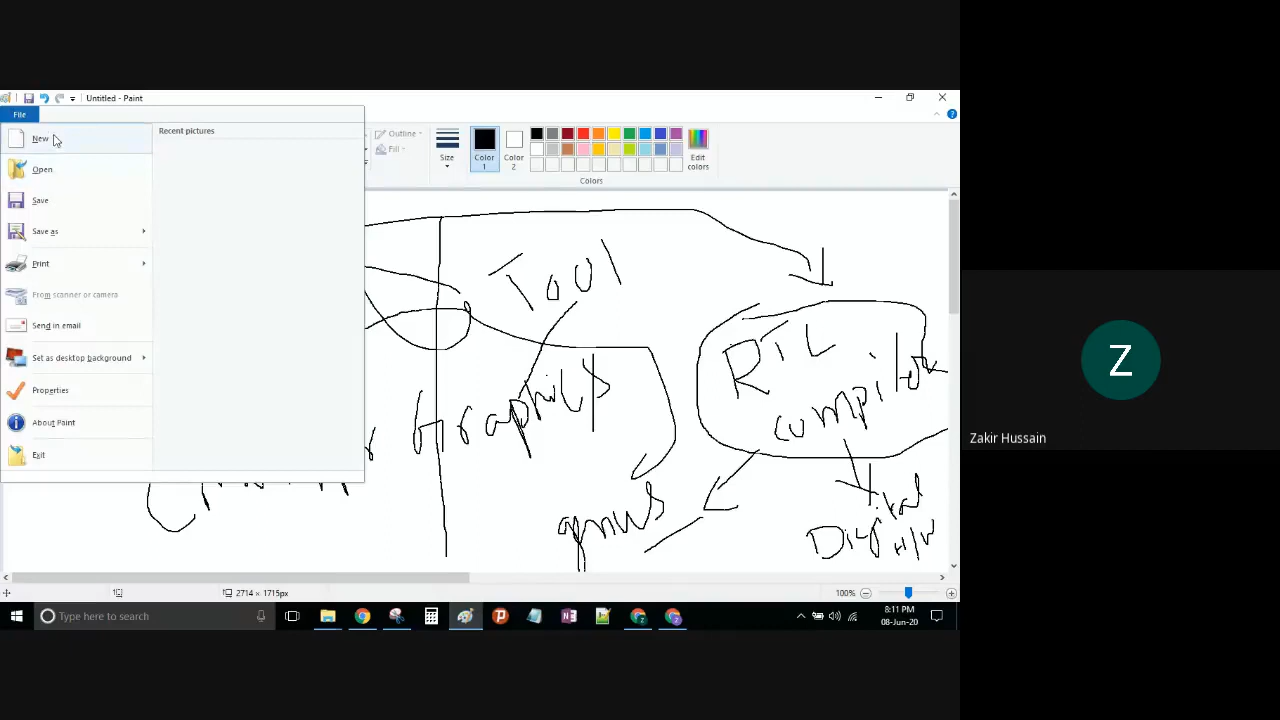 Untitled - Paint
File
New
Open
Save
Save as
Print
From scanner or camera
Send in email
Set as desktop background
Properties
About Paint
Exit
Recent pictures
Outline
Fill
Size
Color
1
Color
2
Edit
colors
Colors
Tool
RTL
compiler
r Graphics
Digital
H/W
2714 × 1715px
100%
Type here to search
8:11 PM
08-Jun-20
Z
Zakir Hussain